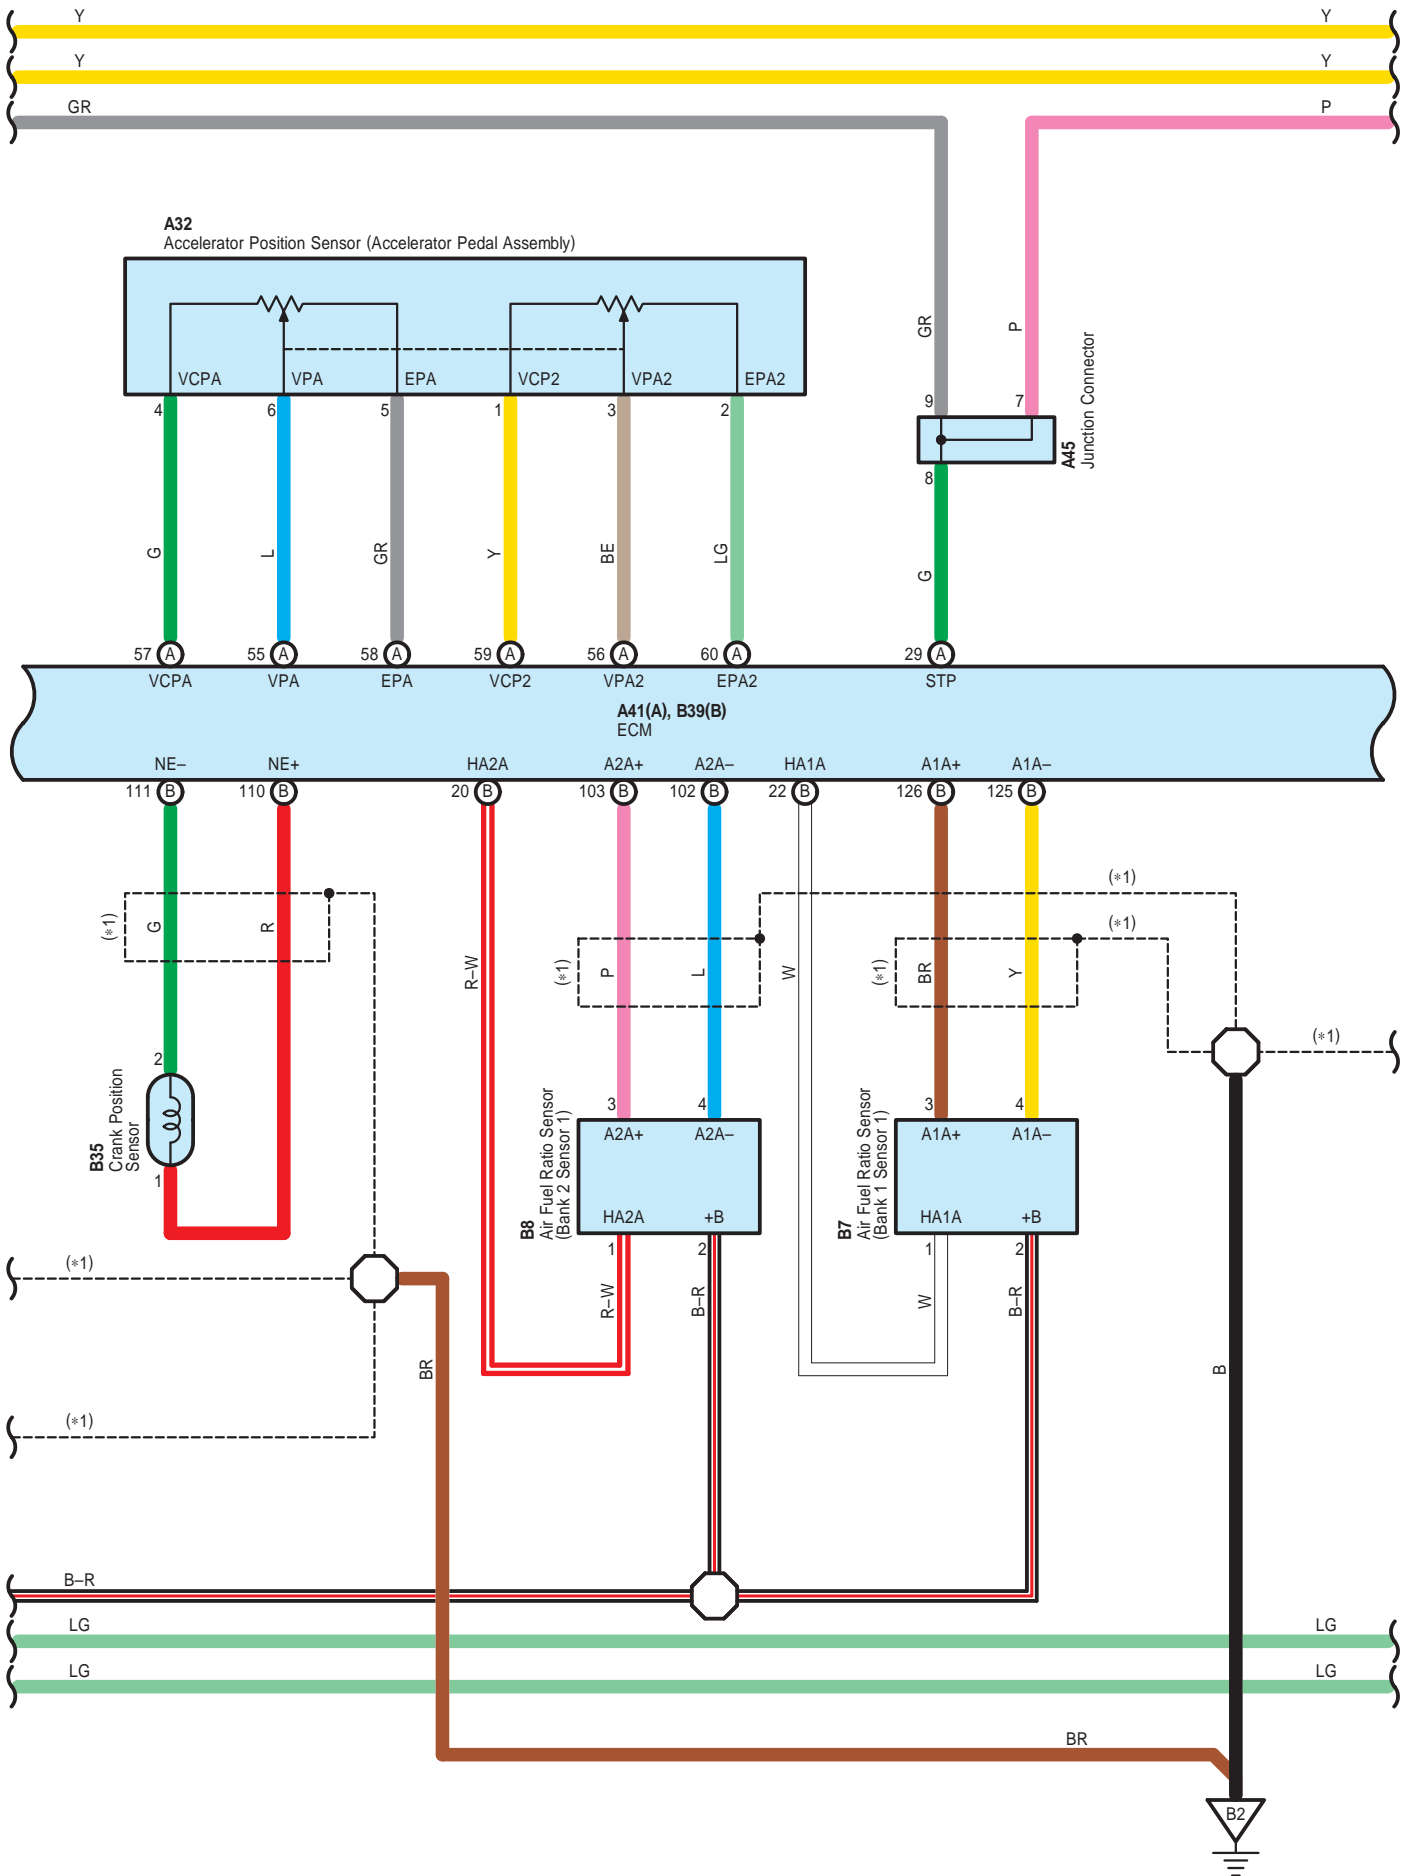 Y Y
Y Y
GR P
A32
Accelerator Position Sensor (Accelerator Pedal Assembly)
VCPA VPA EPA VCP2 VPA2 EPA2
4 6 5 1 3 2
GR P
9 7
A45
Junction Connector
8
G L GR Y BE LG G
57 A 55 A 58 A 59 A 56 A 60 A 29 A
VCPA VPA EPA VCP2 VPA2 EPA2 STP
A41(A), B39(B)
ECM
NE– NE+ HA2A A2A+ A2A– HA1A A1A+ A1A–
111 B 110 B 20 B 103 B 102 B 22 B 126 B 125 B
(*1)
(*1)
(*1) G R R–W (*1) P L W (*1) BR Y
(*1)
2
B35
Crank Position
Sensor
1
3 4
A2A+ A2A–
B8
Air Fuel Ratio Sensor
(Bank 2 Sensor 1)
HA2A +B
1 2
R–W B–R
3 4
A1A+ A1A–
B7
Air Fuel Ratio Sensor
(Bank 1 Sensor 1)
HA1A +B
1 2
W B–R
(*1)
BR B
(*1)
B–R
LG LG
LG LG
BR
B2